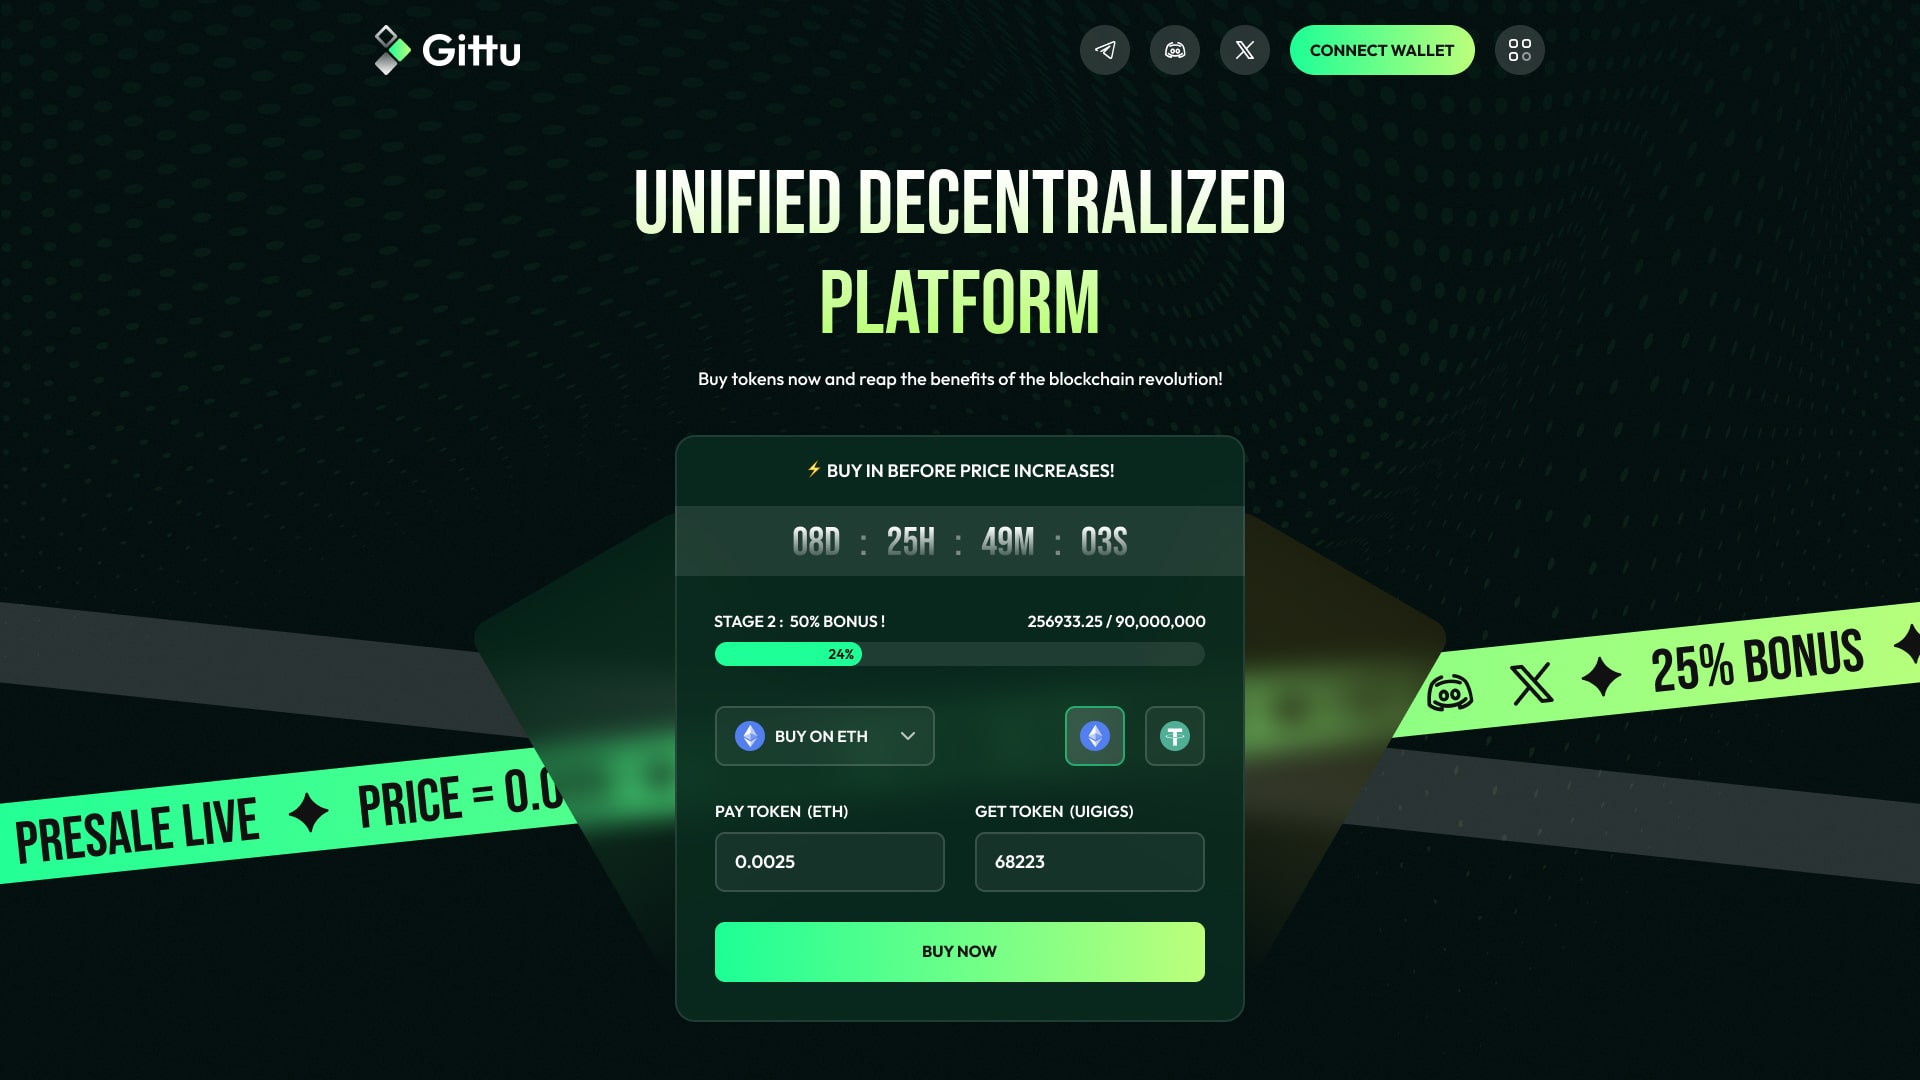 Gittu
CONNECT WALLET
UNIFIED DECENTRALIZED
PLATFORM
Buy tokens now and reap the benefits of the blockchain revolution!
⚡ BUY IN BEFORE PRICE INCREASES!
08D : 25H : 49M : 03S
STAGE 2 : 50% BONUS !
256933.25 / 90,000,000
24%
BUY ON ETH
PAY TOKEN (ETH)
GET TOKEN (UIGIGS)
0.0025
68223
BUY NOW
PRESALE LIVE ✦ PRICE = 0.0
✦ 25% BONUS ✦